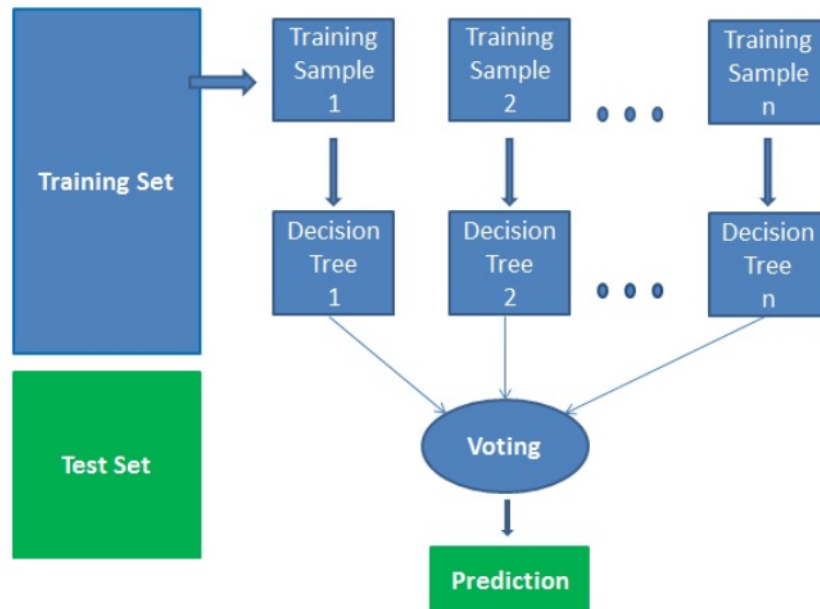 Training
Sample
1
Training
Sample
2
Training
Sample
n
Training Set
Decision
Tree
1
Decision
Tree
2
Decision
Tree
n
Voting
Test Set
Prediction